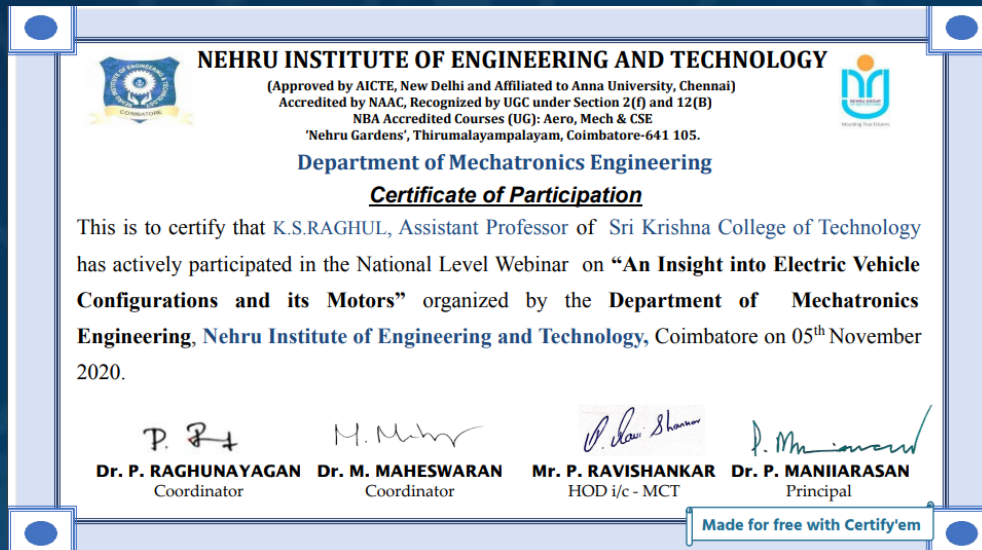 NEHRU INSTITUTE OF ENGINEERING AND TECHNOLOGY
(Approved by AICTE, New Delhi and Affiliated to Anna University, Chennai)
Accredited by NAAC, Recognized by UGC under Section 2(f) and 12(B)
NBA Accredited Courses (UG): Aero, Mech & CSE
‘Nehru Gardens’, Thirumalayampalayam, Coimbatore-641 105.
COIMBATORE
Department of Mechatronics Engineering
Certificate of Participation
This is to certify that K.S.RAGHUL, Assistant Professor of Sri Krishna College of Technology
has actively participated in the National Level Webinar on “An Insight into Electric Vehicle
Configurations and its Motors” organized by the Department of Mechatronics
Engineering, Nehru Institute of Engineering and Technology, Coimbatore on 05th November
2020.
P. Ravi Shankar
Dr. P. RAGHUNAYAGAN Dr. M. MAHESWARAN Mr. P. RAVISHANKAR Dr. P. MANIIARASAN
Coordinator Coordinator HOD i/c - MCT Principal
Made for free with Certify'em